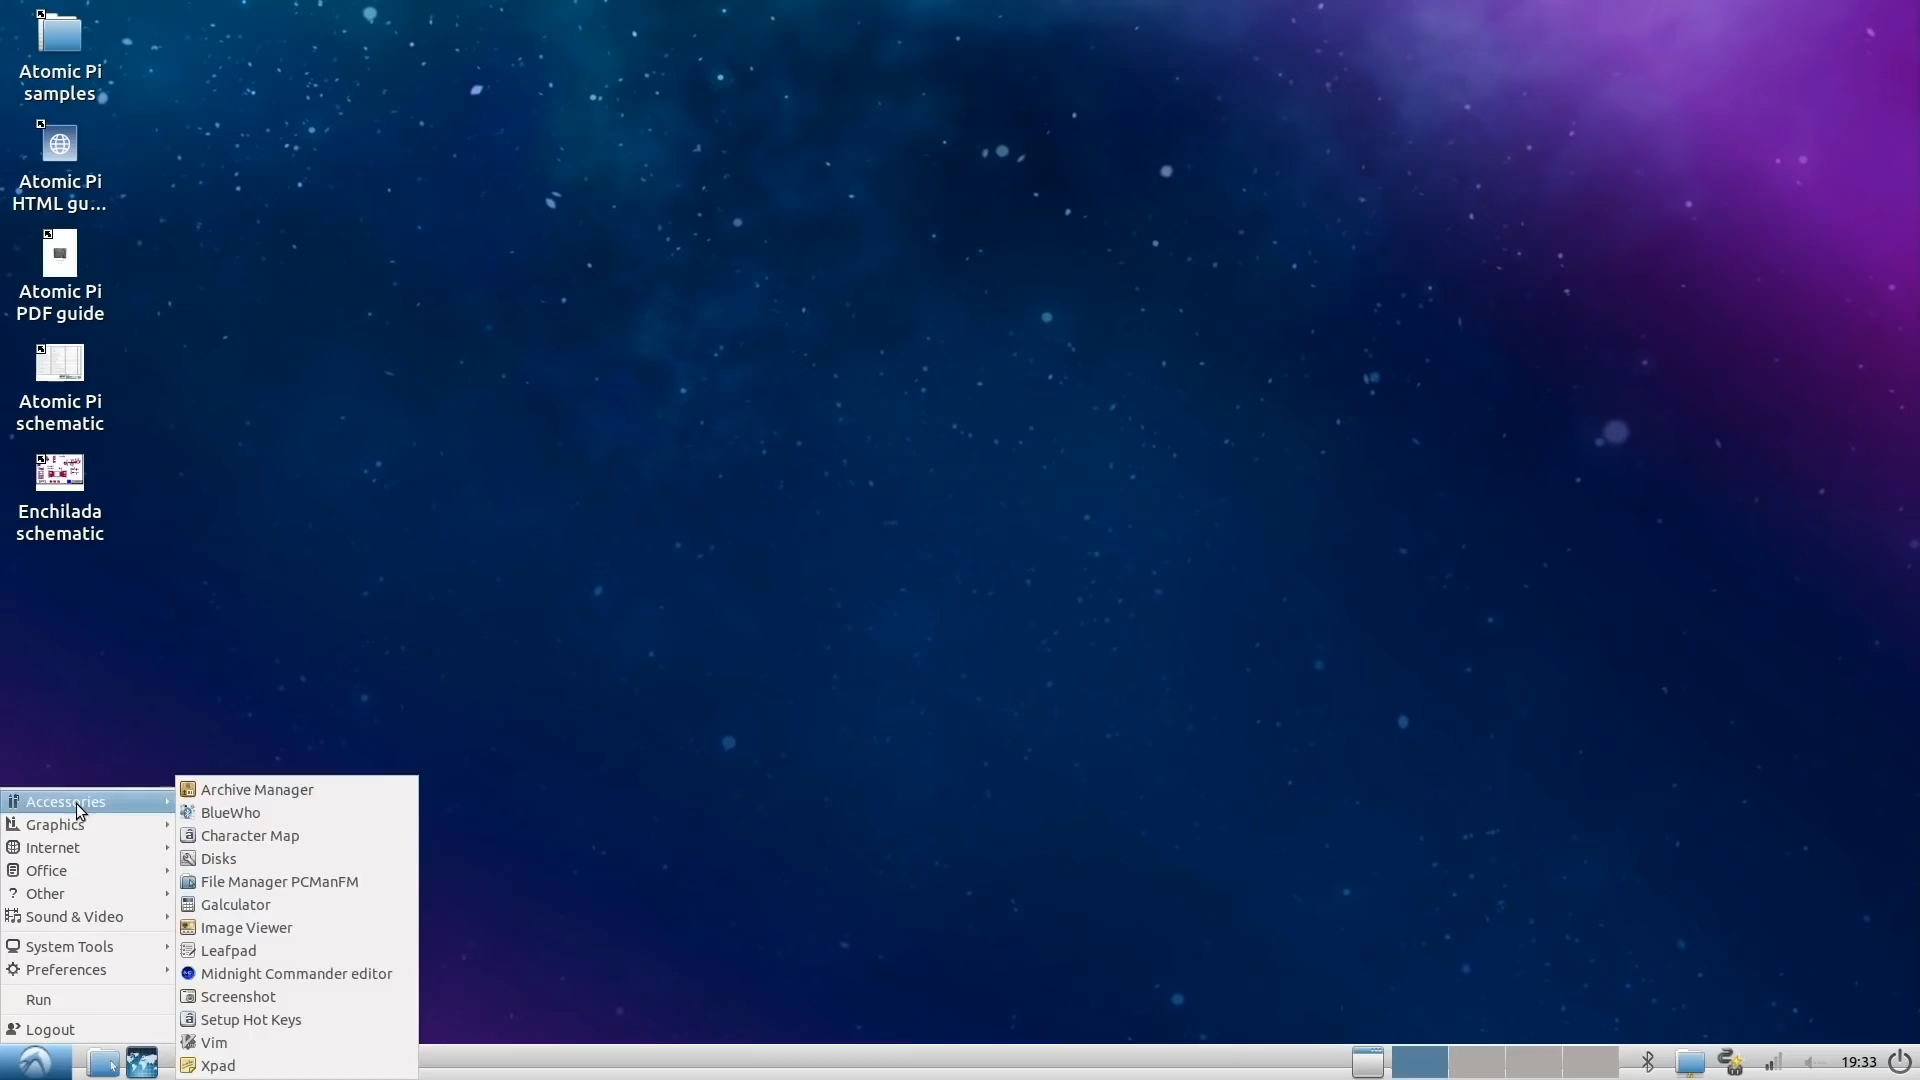 Atomic Pi
samples
Atomic Pi
HTML gu...
Atomic Pi
PDF guide
Atomic Pi
schematic
Enchilada
schematic
Accessories
Graphics
Internet
Office
Other
Sound & Video
System Tools
Preferences
Run
Logout
Archive Manager
BlueWho
Character Map
Disks
File Manager PCManFM
Galculator
Image Viewer
Leafpad
Midnight Commander editor
Screenshot
Setup Hot Keys
Vim
Xpad
19:33